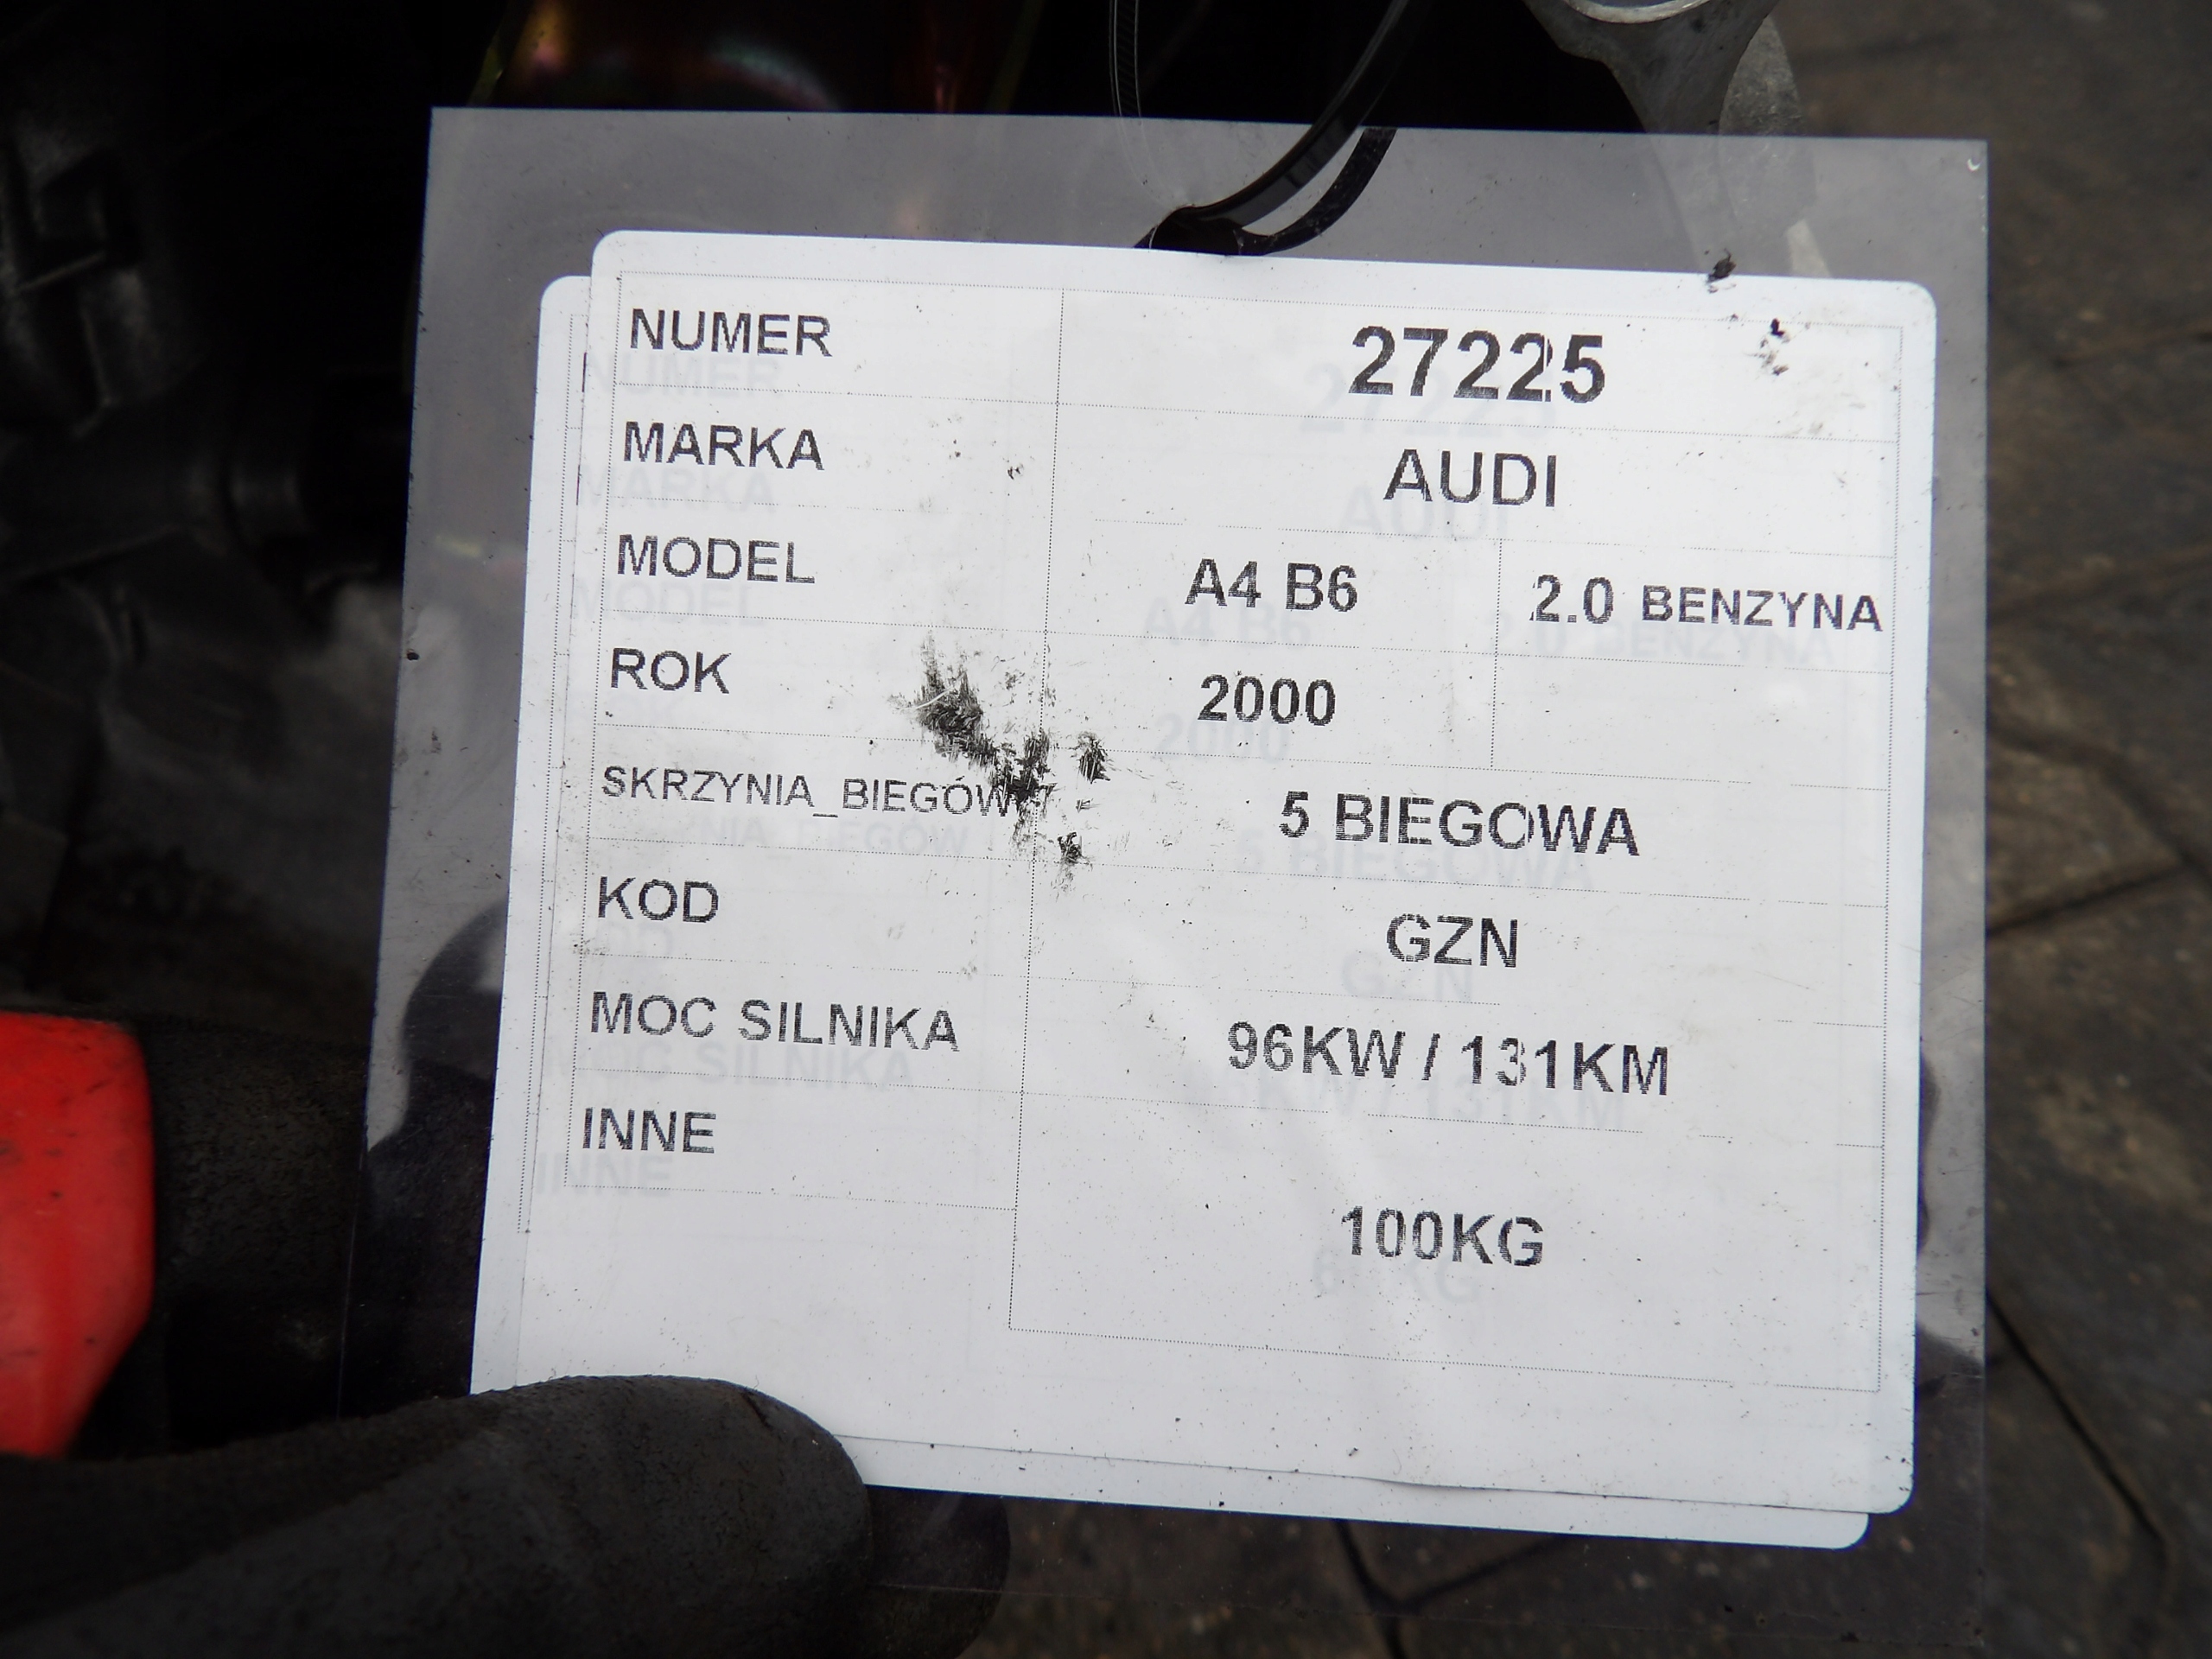 NUMER 27225
MARKA AUDI
MODEL A4 B6 2.0 BENZYNA
ROK 2000
SKRZYNIA_BIEGÓW 5 BIEGOWA
KOD GZN
MOC SILNIKA 96KW / 131KM
INNE
100KG